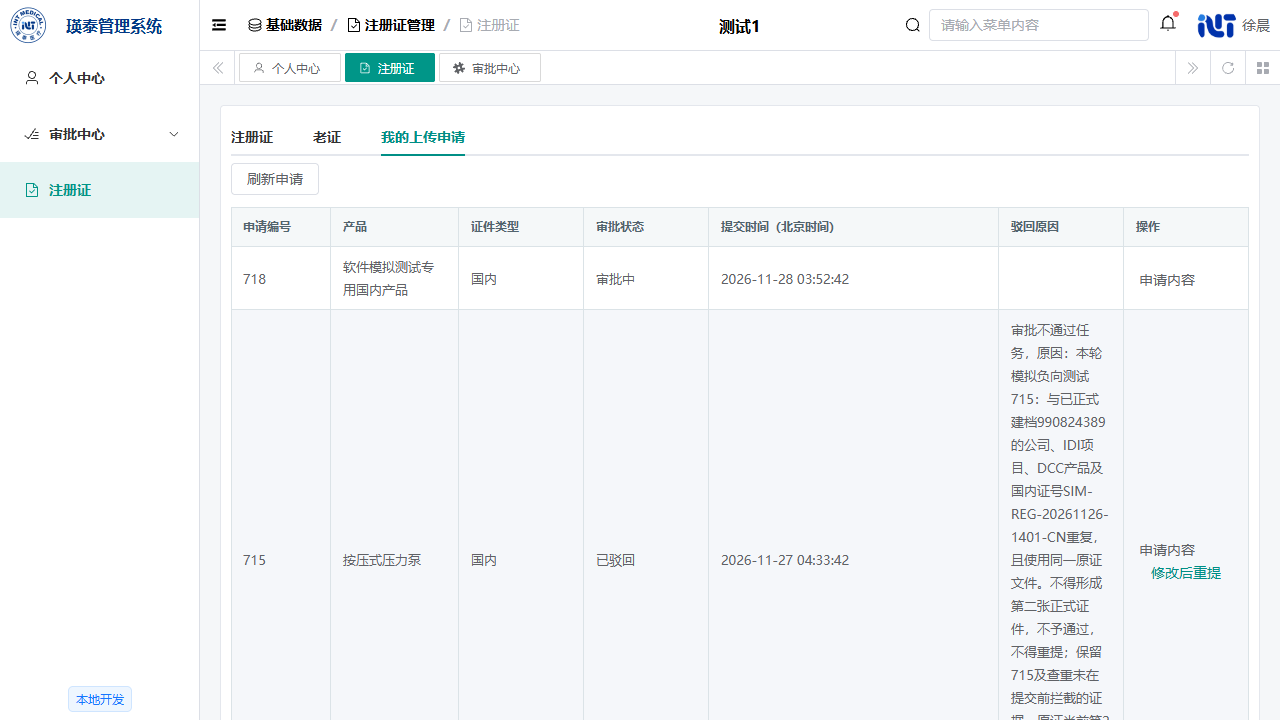 瑛泰管理系统
基础数据 / 注册证管理 / 注册证
测试1
请输入菜单内容
徐晨
个人中心
审批中心
注册证
个人中心
注册证
审批中心
注册证
老证
我的上传申请
刷新申请
申请编号
产品
证件类型
审批状态
提交时间（北京时间）
驳回原因
操作
718
软件模拟测试专
用国内产品
国内
审批中
2026-11-28 03:52:42
申请内容
715
按压式压力泵
国内
已驳回
2026-11-27 04:33:42
审批不通过任
务，原因：本轮
模拟负向测试
715：与已正式
建档990824389
的公司、IDI项
目、DCC产品及
国内证号SIM-
REG-20261126-
1401-CN重复，
且使用同一原证
文件。不得形成
第二张正式证
件，不予通过，
不得重提；保留
715及查重未在
提交前拦截的证
申请内容
修改后重提
本地开发